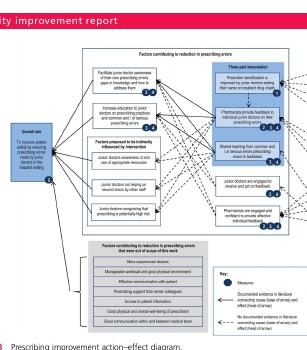 ity improvement report
Factors contributing to reduction in prescribing errors
Overall aim
To improve patient
safety by reducing
prescribing errors
made by junior
doctors in the
hospital setting
Facilitate junior doctor awareness
of their own prescribing errors,
gaps in knowledge and how to
address them
Increase education to junior
doctors on prescribing practices
and common and / or serious
prescribing errors
Factors proposed to be indirectly
influenced by intervention
Junior doctors awareness of and
use of appropriate resources
Junior doctors not relying on
second check by other staff
Junior doctors recognising that
prescribing is potentially high risk
Three part intervention
Prescriber identification is
improved by junior doctors stating
their name on inpatient drug charts
Pharmacists provide feedback to
individual junior doctors on their
prescribing errors
Shared learning from common and
/ or serious errors prescribing
errors is facilitated
Junior doctors are engaged to
receive and act on feedback
Pharmacists are engaged and
confident to provide effective
individual feedback
Factors contributing to reduction in prescribing errors
that were out of scope of this work
More experienced doctors
Manageable workload and good physical environment
Effective communication with patient
Prescribing support from senior colleagues
Access to patient information
Good physical and mental well-being of prescribers
Good communication within and between medical team
Key:
Measures
Documented evidence in literature
connecting cause (base of arrow) and
effect (head of arrow)
No documented evidence in literature
connecting cause (base of arrow) and
effect (head of arrow)
3 Prescribing improvement action–effect diagram.